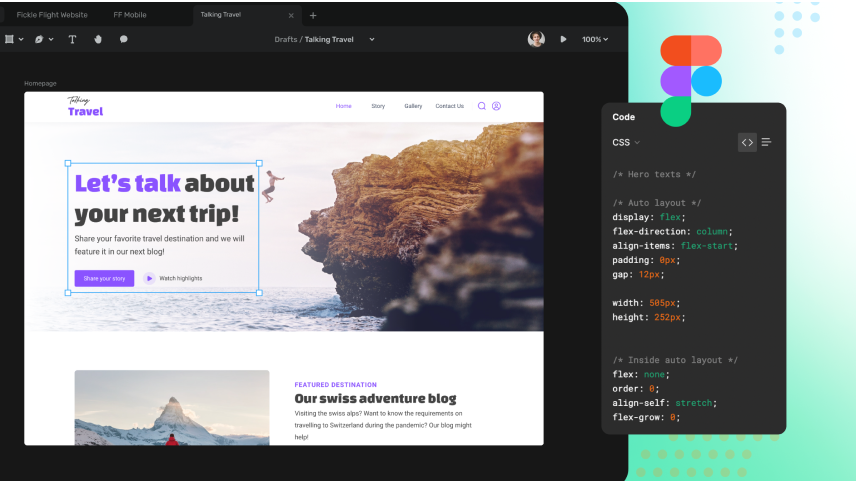 Fickle Flight Website
FF Mobile
Talking Travel
Drafts / Talking Travel
100%
Homepage
Talking
Travel
Home
Story
Gallery
Contact Us
Let's talk about
your next trip!
Share your favorite travel destination and we will
feature it in our next blog!
Share your story
Watch highlights
FEATURED DESTINATION
Our swiss adventure blog
Visiting the swiss alps? Want to know the requirements on
travelling to Switzerland during the pandemic? Our blog might
help!
Code
CSS
/* Hero texts */
/* Auto layout */
display: flex;
flex-direction: column;
align-items: flex-start;
padding: 0px;
gap: 12px;
width: 505px;
height: 252px;
/* Inside auto layout */
flex: none;
order: 0;
align-self: stretch;
flex-grow: 0;